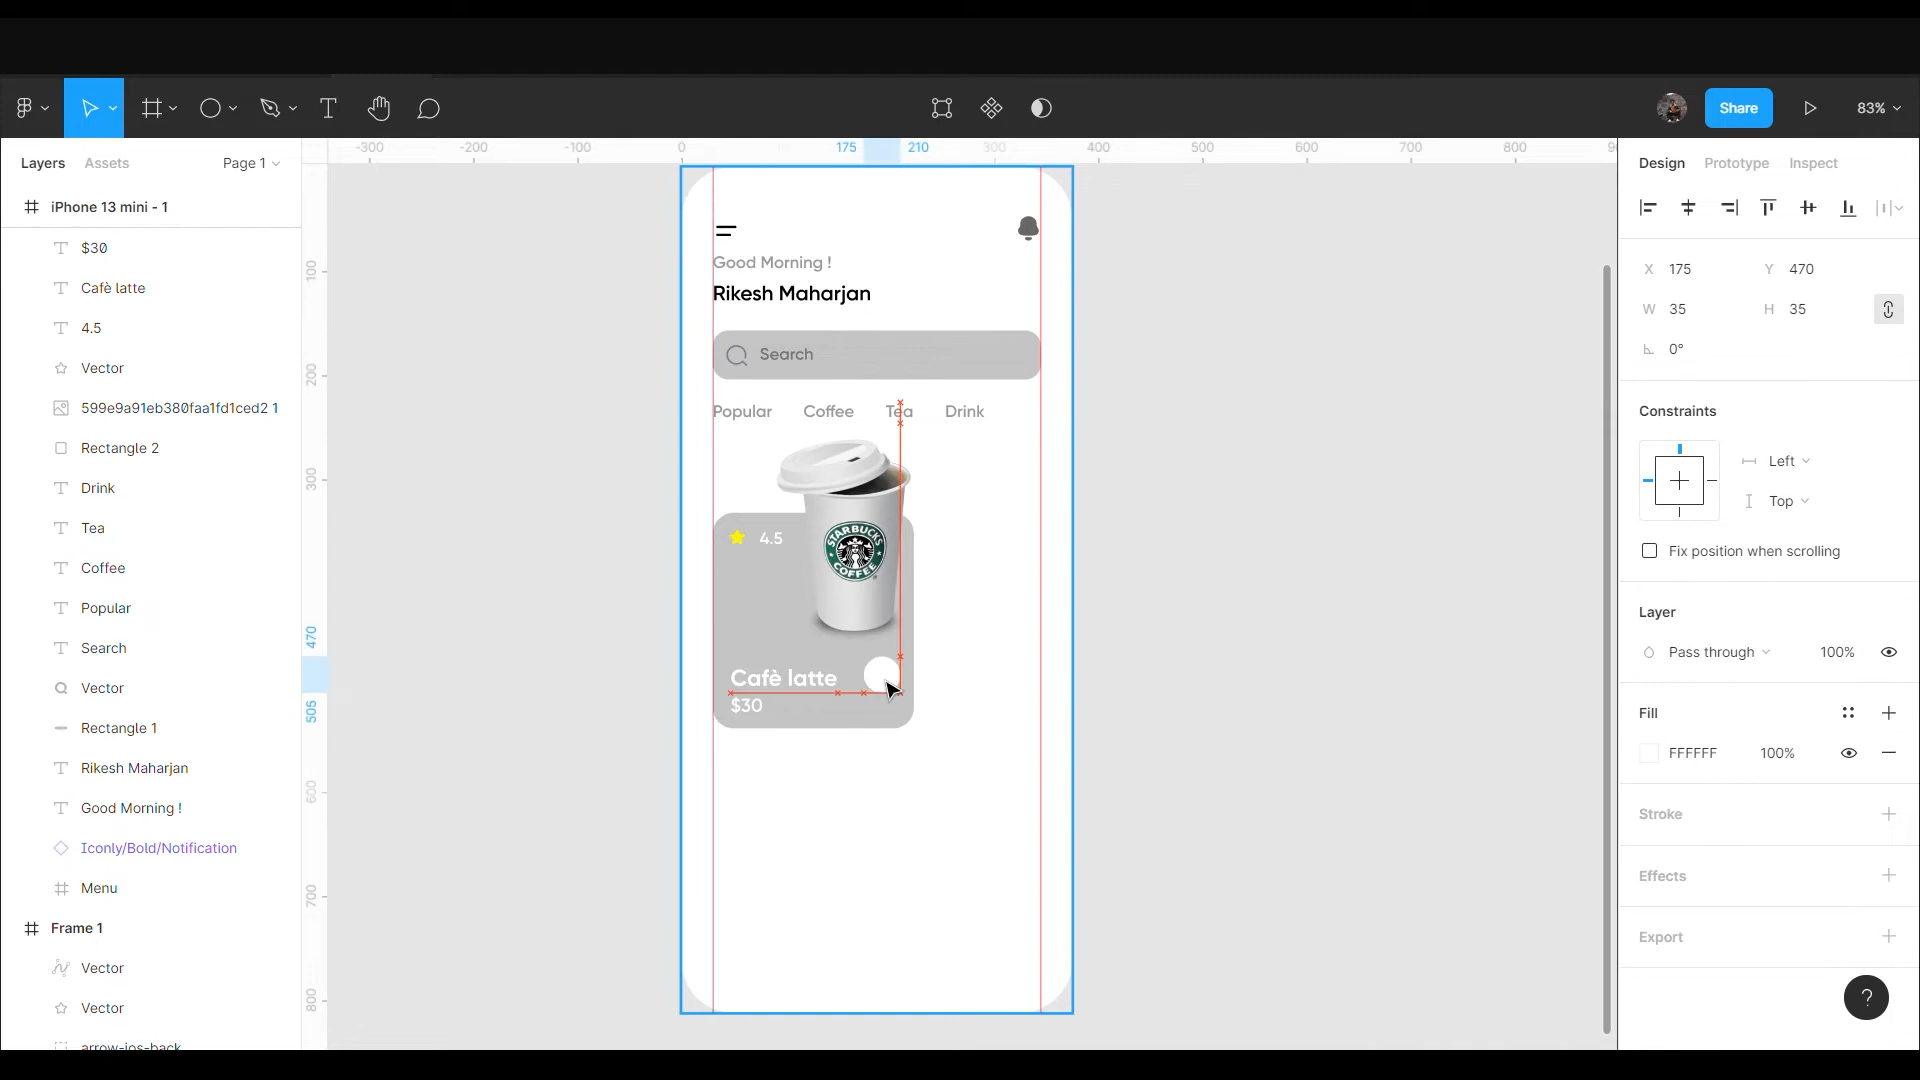 Share
83%
Layers
Assets
Page 1
-300
-200
-100
0
175
210
300
400
500
600
700
800
iPhone 13 mini - 1
$30
Cafè latte
4.5
Vector
599e9a91eb380faa1fd1ced2 1
Rectangle 2
Drink
Tea
Coffee
Popular
Search
Vector
Rectangle 1
Rikesh Maharjan
Good Morning !
Iconly/Bold/Notification
Menu
Frame 1
Vector
Vector
arrow-ios-back
100
200
300
470
505
600
700
800
Good Morning !
Rikesh Maharjan
Search
Popular
Coffee
Tea
Drink
4.5
STARBUCKS
COFFEE
Cafè latte
$30
Design
Prototype
Inspect
X 175
Y 470
W 35
H 35
0°
Constraints
Left
Top
Fix position when scrolling
Layer
Pass through
100%
Fill
FFFFFF
100%
Stroke
Effects
Export
?